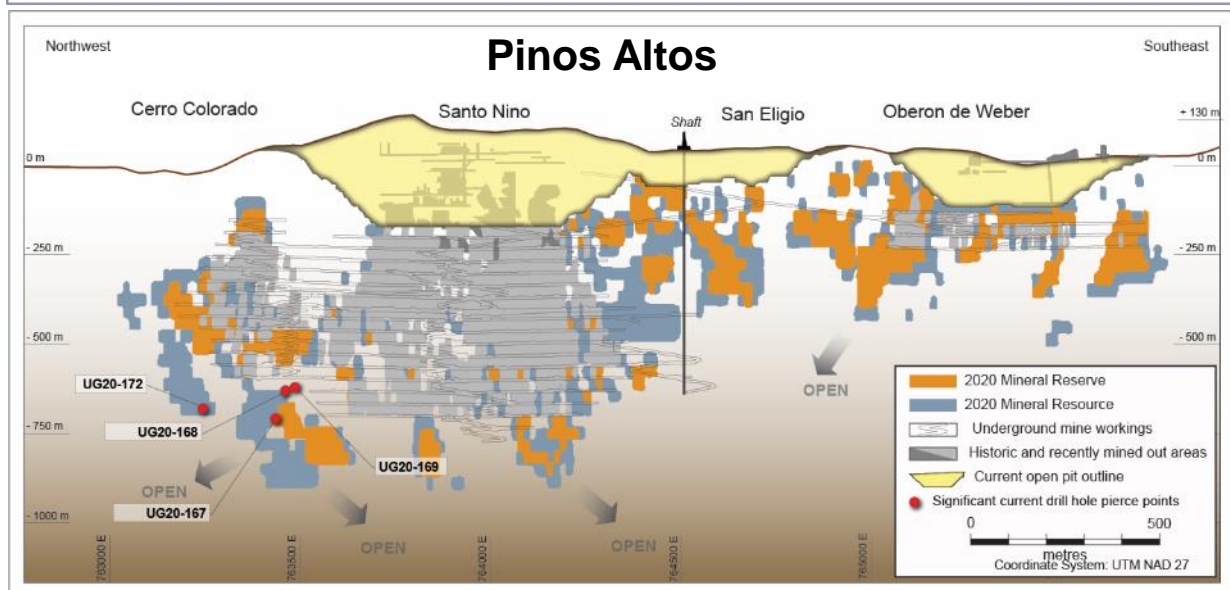 Pinos Altos
Northwest
Southeast
Cerro Colorado
Santo Nino
Shaft
San Eligio
Oberon de Weber
+ 130 m
0 m
0 m
- 250 m
- 250 m
- 500 m
- 500 m
- 750 m
- 1000 m
UG20-172
UG20-168
UG20-169
UG20-167
OPEN
OPEN
OPEN
OPEN
763000 E
763500 E
764000 E
764500 E
765000 E
2020 Mineral Reserve
2020 Mineral Resource
Underground mine workings
Historic and recently mined out areas
Current open pit outline
Significant current drill hole pierce points
0 500
metres
Coordinate System: UTM NAD 27